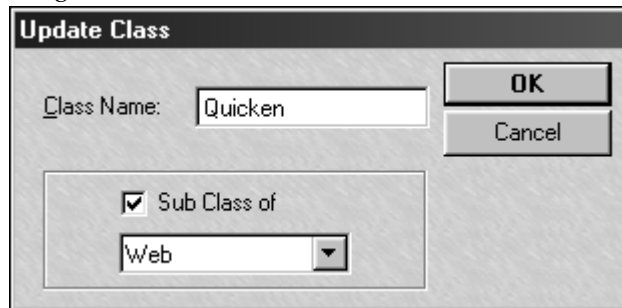 Update Class
Class Name: Quicken
OK
Cancel
Sub Class of
Web